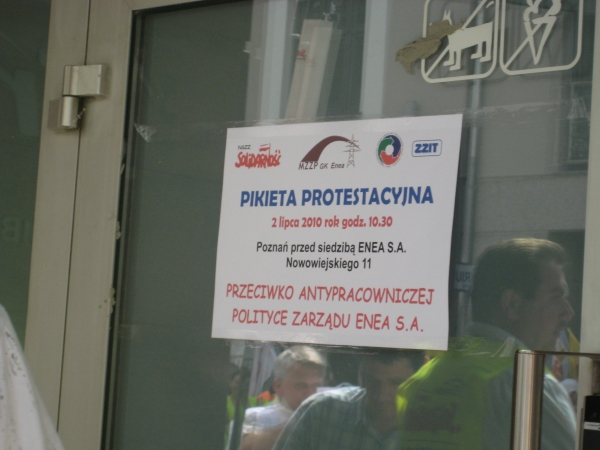 NSZZ
SOLIDARNOŚĆ
MZZP GK Enea
ZZIT
PIKIETA PROTESTACYJNA
2 lipca 2010 rok godz. 10.30
Poznań przed siedzibą ENEA S.A.
Nowowiejskiego 11
PRZECIWKO ANTYPRACOWNICZEJ
POLITYCE ZARZĄDU ENEA S.A.